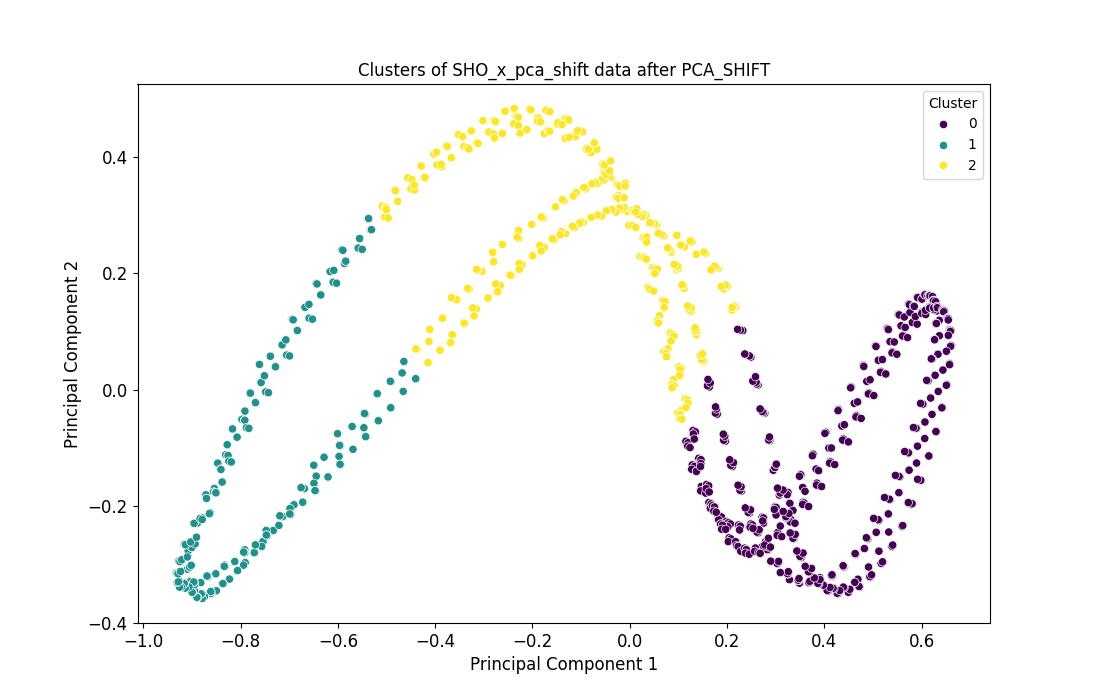 Clusters of SHO_x_pca_shift data after PCA_SHIFT
Cluster
0
1
2
0.4
0.2
0.0
−0.2
−0.4
Principal Component 2
−1.0 −0.8 −0.6 −0.4 −0.2 0.0 0.2 0.4 0.6
Principal Component 1